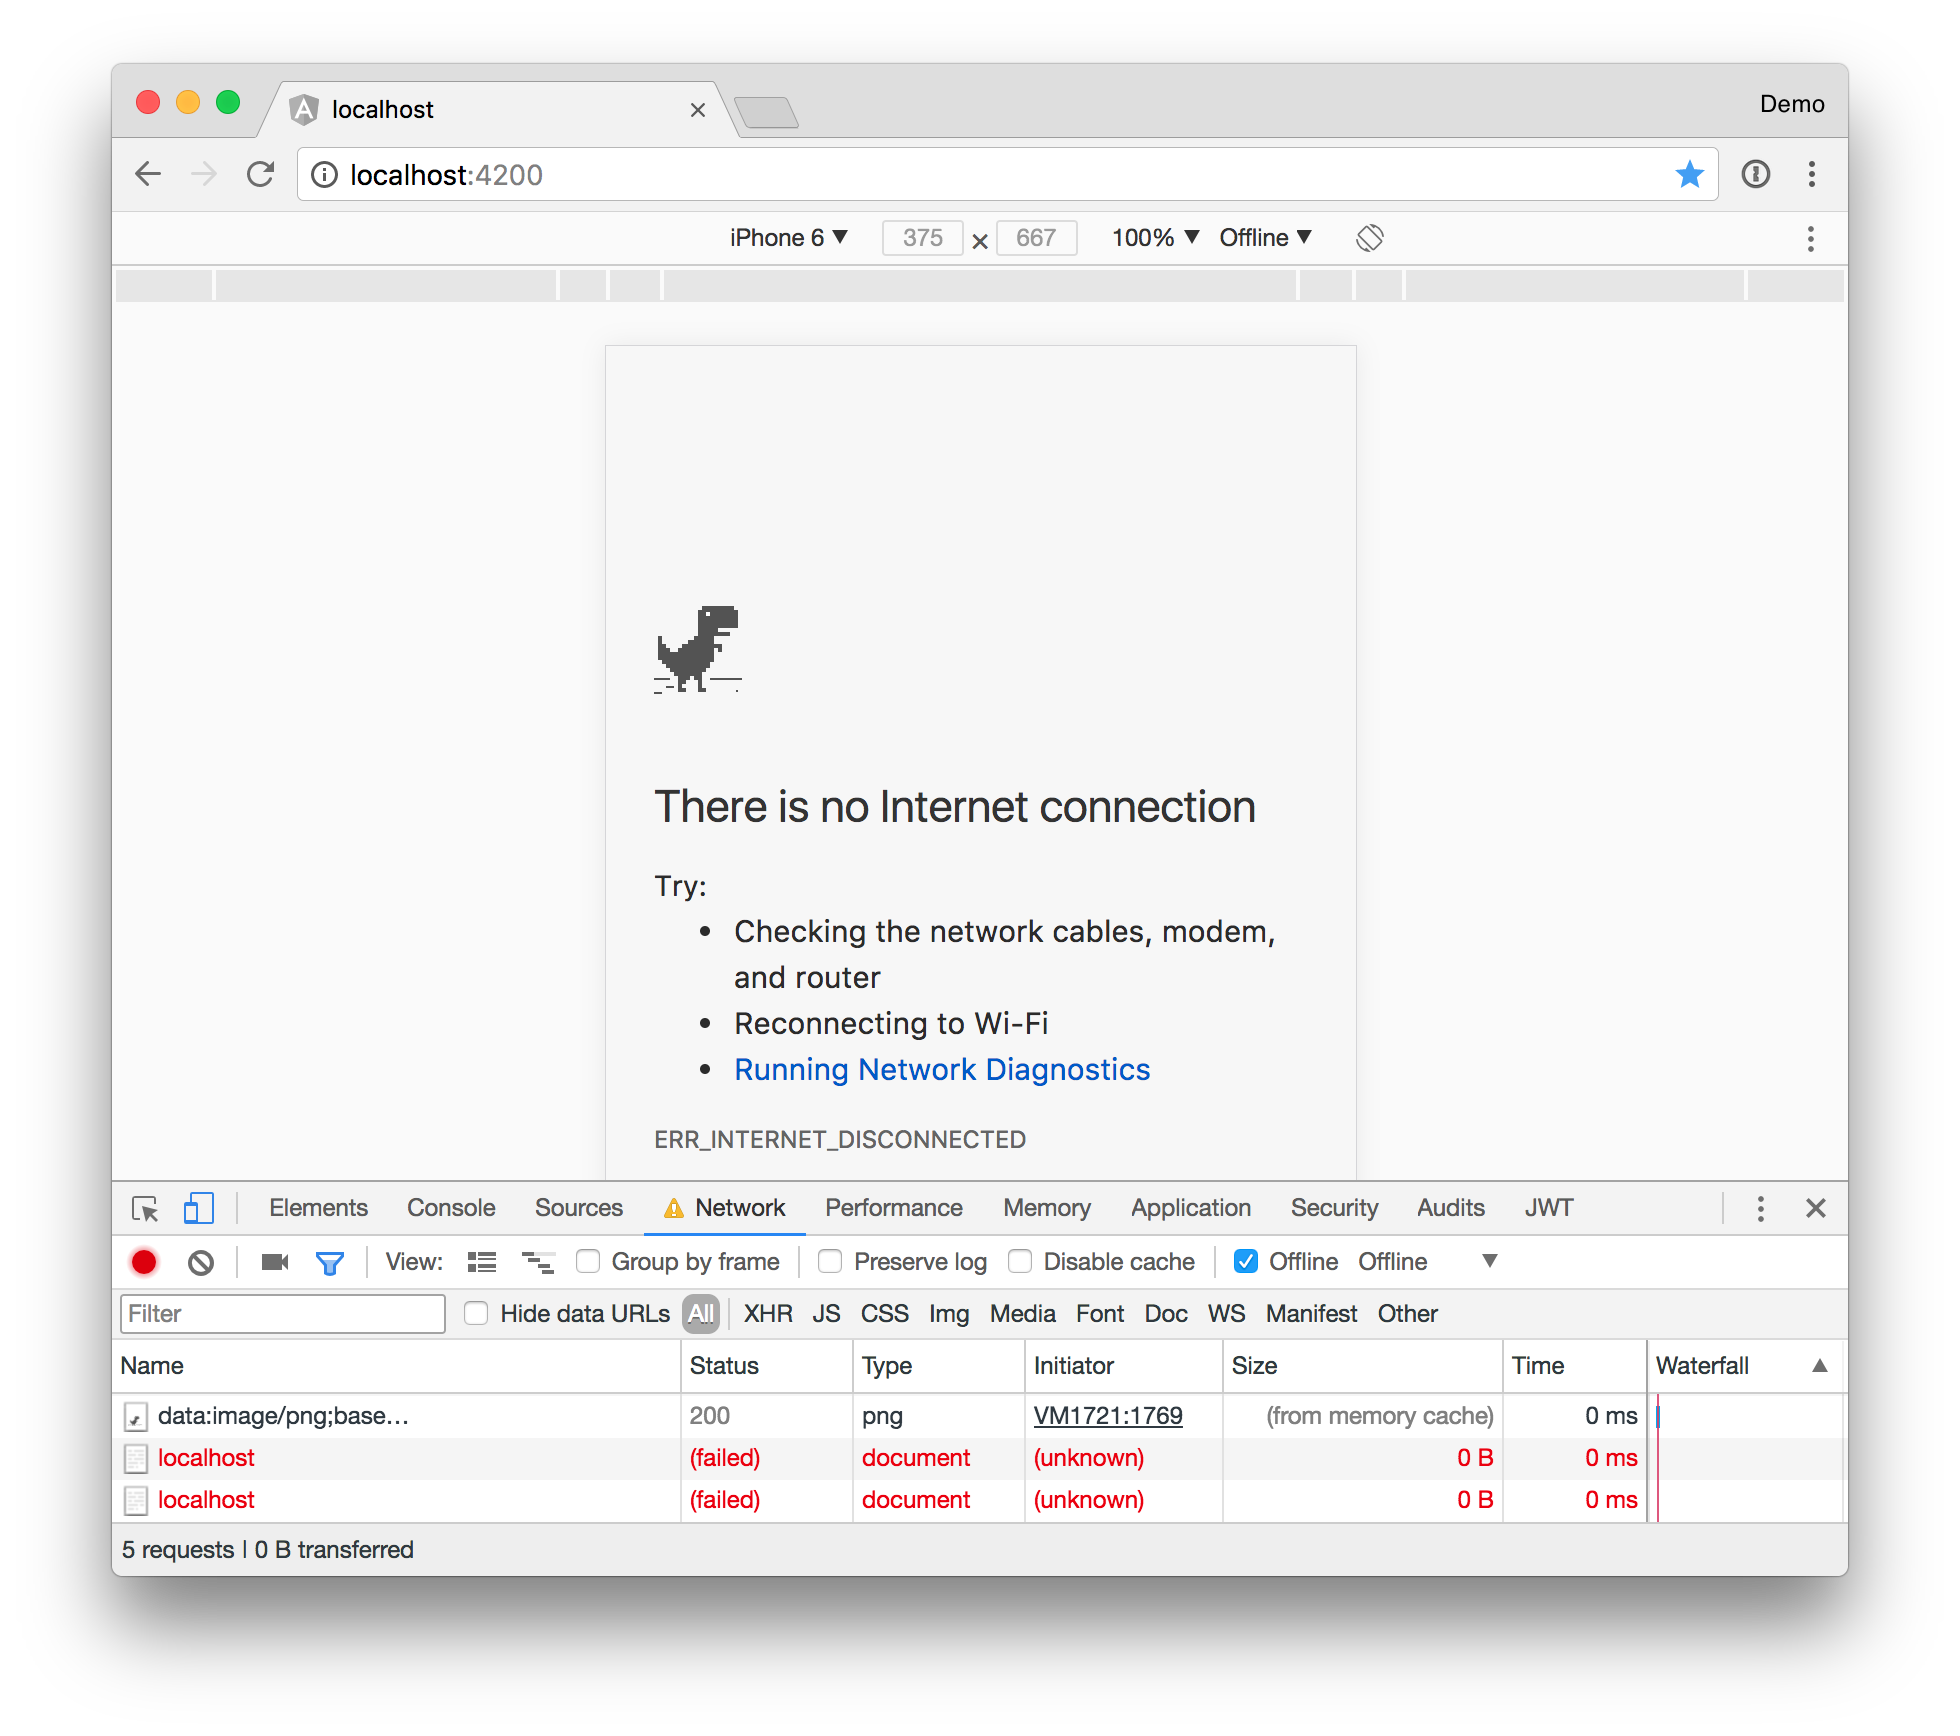 localhost
Demo
localhost:4200
iPhone 6 ▼ 375 × 667 100% ▼ Offline ▼
There is no Internet connection
Try:
• Checking the network cables, modem,
and router
• Reconnecting to Wi-Fi
• Running Network Diagnostics
ERR_INTERNET_DISCONNECTED
Elements Console Sources Network Performance Memory Application Security Audits JWT
View: Group by frame Preserve log Disable cache Offline Offline ▼
Filter Hide data URLs All XHR JS CSS Img Media Font Doc WS Manifest Other
Name Status Type Initiator Size Time Waterfall ▲
data:image/png;base… 200 png VM1721:1769 (from memory cache) 0 ms
localhost (failed) document (unknown) 0 B 0 ms
localhost (failed) document (unknown) 0 B 0 ms
5 requests | 0 B transferred